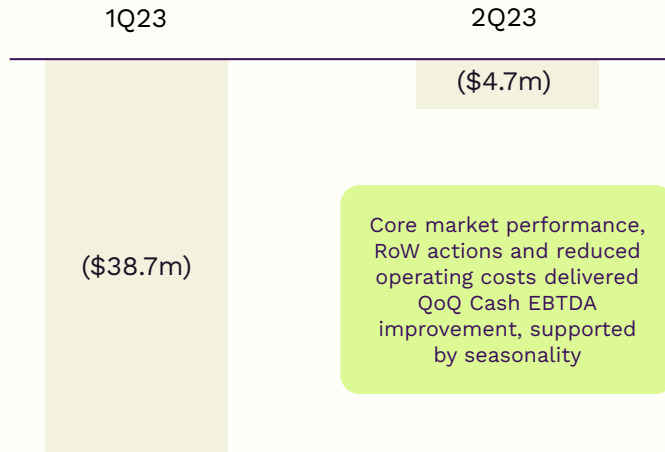 1Q23
2Q23
($4.7m)
($38.7m)
Core market performance,
RoW actions and reduced
operating costs delivered
QoQ Cash EBTDA
improvement, supported
by seasonality